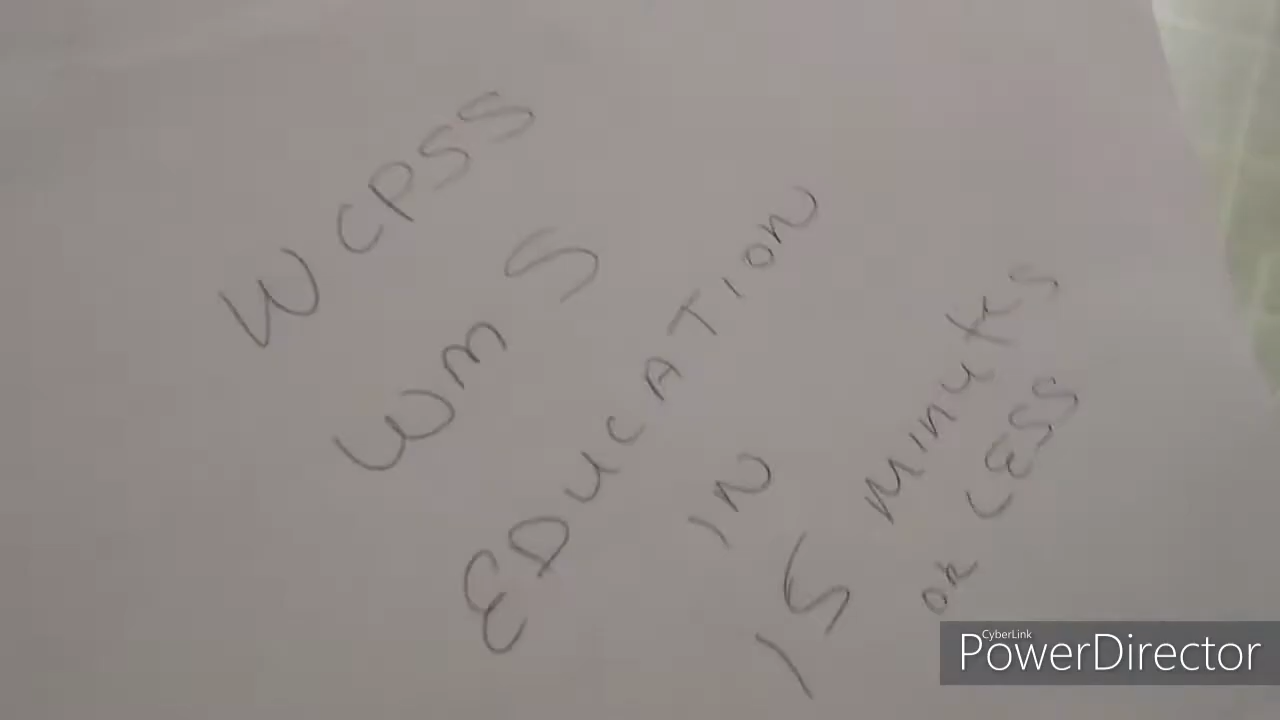 WCPSS
WMS
EDUCATION
IN
15 MINUTES
OR LESS
CyberLink
PowerDirector